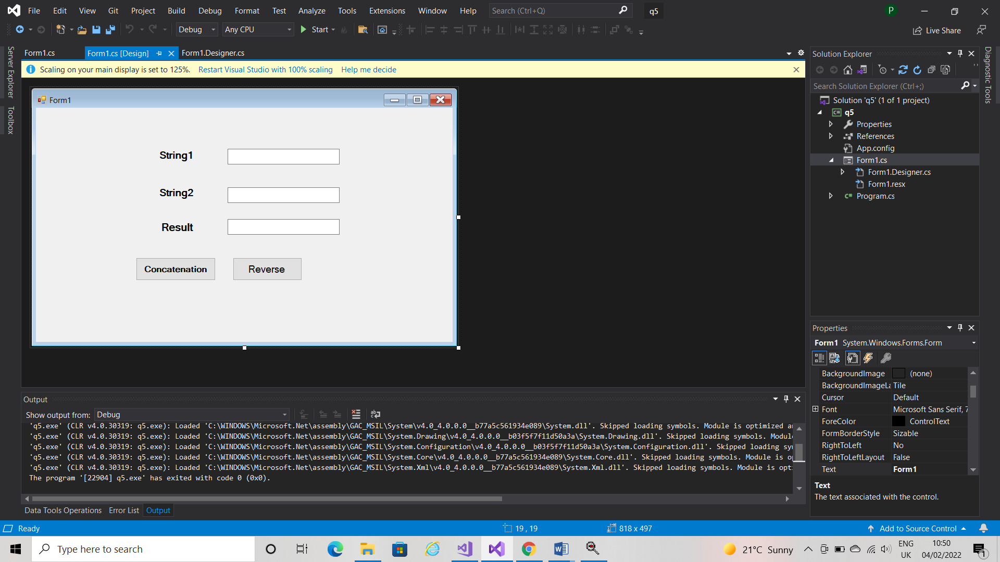 File Edit View Git Project Build Debug Format Test Analyze Tools Extensions Window Help Search (Ctrl+Q) q5 P
Debug Any CPU Start Live Share
Server Explorer
Toolbox
Form1.cs Form1.cs [Design] Form1.Designer.cs
Scaling on your main display is set to 125%. Restart Visual Studio with 100% scaling Help me decide
Form1
String1
String2
Result
Concatenation Reverse
Output
Show output from: Debug
'q5.exe' (CLR v4.0.30319: q5.exe): Loaded 'C:\WINDOWS\Microsoft.Net\assembly\GAC_MSIL\System\v4.0_4.0.0.0__b77a5c561934e089\System.dll'. Skipped loading symbols. Module is optimized a
'q5.exe' (CLR v4.0.30319: q5.exe): Loaded 'C:\WINDOWS\Microsoft.Net\assembly\GAC_MSIL\System.Drawing\v4.0_4.0.0.0__b03f5f7f11d50a3a\System.Drawing.dll'. Skipped loading symbols. Modul
'q5.exe' (CLR v4.0.30319: q5.exe): Loaded 'C:\WINDOWS\Microsoft.Net\assembly\GAC_MSIL\System.Configuration\v4.0_4.0.0.0__b03f5f7f11d50a3a\System.Configuration.dll'. Skipped loading sy
'q5.exe' (CLR v4.0.30319: q5.exe): Loaded 'C:\WINDOWS\Microsoft.Net\assembly\GAC_MSIL\System.Core\v4.0_4.0.0.0__b77a5c561934e089\System.Core.dll'. Skipped loading symbols. Module is o
'q5.exe' (CLR v4.0.30319: q5.exe): Loaded 'C:\WINDOWS\Microsoft.Net\assembly\GAC_MSIL\System.Xml\v4.0_4.0.0.0__b77a5c561934e089\System.Xml.dll'. Skipped loading symbols. Module is opt
The program '[22904] q5.exe' has exited with code 0 (0x0).
Data Tools Operations Error List Output
Solution Explorer
Search Solution Explorer (Ctrl+;)
Solution 'q5' (1 of 1 project)
C# q5
Properties
References
App.config
Form1.cs
Form1.Designer.cs
Form1.resx
C# Program.cs
Diagnostic Tools
Properties
Form1 System.Windows.Forms.Form
BackgroundImage (none)
BackgroundImageLa Tile
Cursor Default
Font Microsoft Sans Serif, 7
ForeColor ControlText
FormBorderStyle Sizable
RightToLeft No
RightToLeftLayout False
Text Form1
Text
The text associated with the control.
Ready 19 , 19 818 x 497 Add to Source Control
Type here to search 21°C Sunny ENG UK 10:50 04/02/2022 1